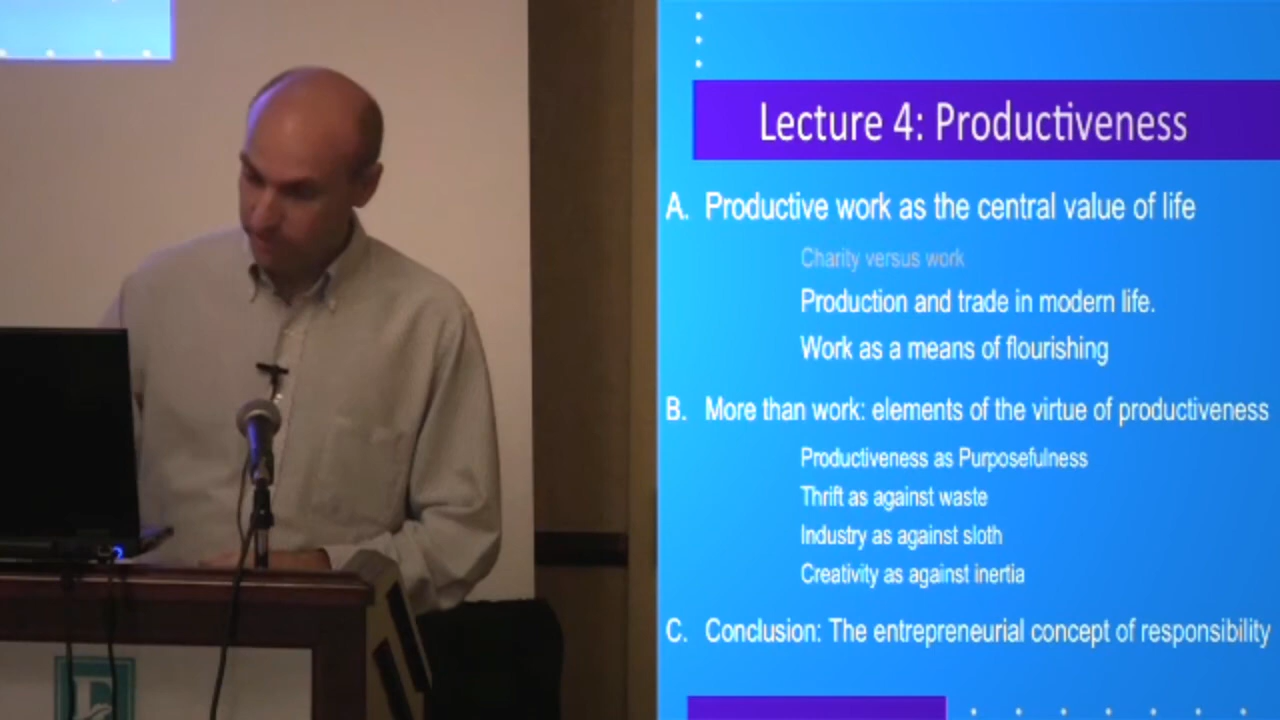 Lecture 4: Productiveness
A. Productive work as the central value of life
Charity versus work
Production and trade in modern life.
Work as a means of flourishing
B. More than work: elements of the virtue of productiveness
Productiveness as Purposefulness
Thrift as against waste
Industry as against sloth
Creativity as against inertia
C. Conclusion: The entrepreneurial concept of responsibility